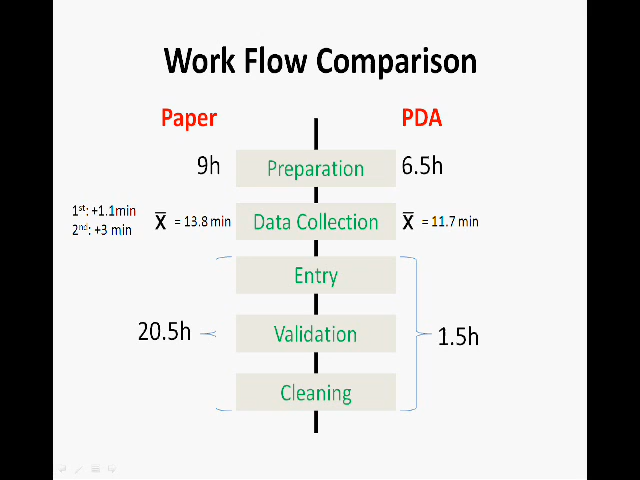 Work Flow Comparison
Paper
PDA
9h
Preparation
6.5h
1st: +1.1min
2nd: +3 min
X̅ = 13.8 min
Data Collection
X̅ = 11.7 min
Entry
20.5h
Validation
1.5h
Cleaning